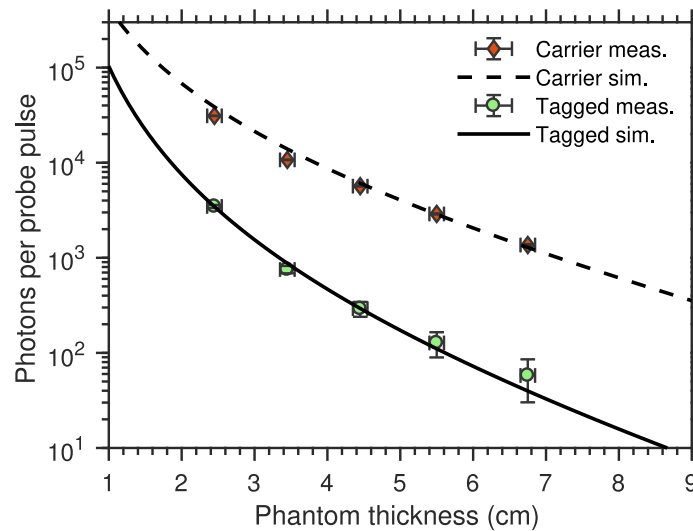 Carrier meas.
Carrier sim.
Tagged meas.
Tagged sim.
Photons per probe pulse
10^5
10^4
10^3
10^2
10^1
1 2 3 4 5 6 7 8 9
Phantom thickness (cm)